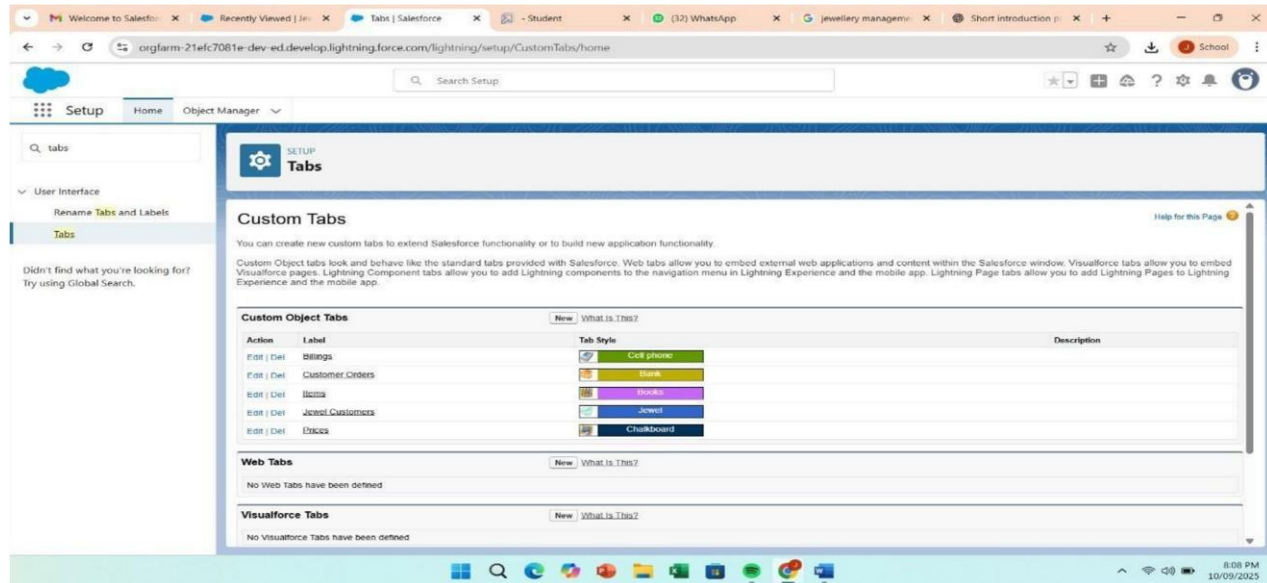 Welcome to Salesfo
Recently Viewed | Je
Tabs | Salesforce
- Student
(32) WhatsApp
jewellery manageme
Short introduction p
orgfarm-21efc7081e-dev-ed.develop.lightning.force.com/lightning/setup/CustomTabs/home
J School
Search Setup
Setup Home Object Manager
tabs
SETUP
Tabs
User Interface
Rename Tabs and Labels
Tabs
Didn't find what you're looking for?
Try using Global Search.
Custom Tabs
Help for this Page
You can create new custom tabs to extend Salesforce functionality or to build new application functionality.
Custom Object tabs look and behave like the standard tabs provided with Salesforce. Web tabs allow you to embed external web applications and content within the Salesforce window. Visualforce tabs allow you to embed
Visualforce pages. Lightning Component tabs allow you to add Lightning components to the navigation menu in Lightning Experience and the mobile app. Lightning Page tabs allow you to add Lightning Pages to Lightning
Experience and the mobile app.
Custom Object Tabs New What Is This?
Action Label Tab Style Description
Edit | Del Billings Cell phone
Edit | Del Customer Orders Bank
Edit | Del Items Books
Edit | Del Jewel Customers Jewel
Edit | Del Prices Chalkboard
Web Tabs New What Is This?
No Web Tabs have been defined
Visualforce Tabs New What Is This?
No Visualforce Tabs have been defined
8:08 PM
10/09/2025